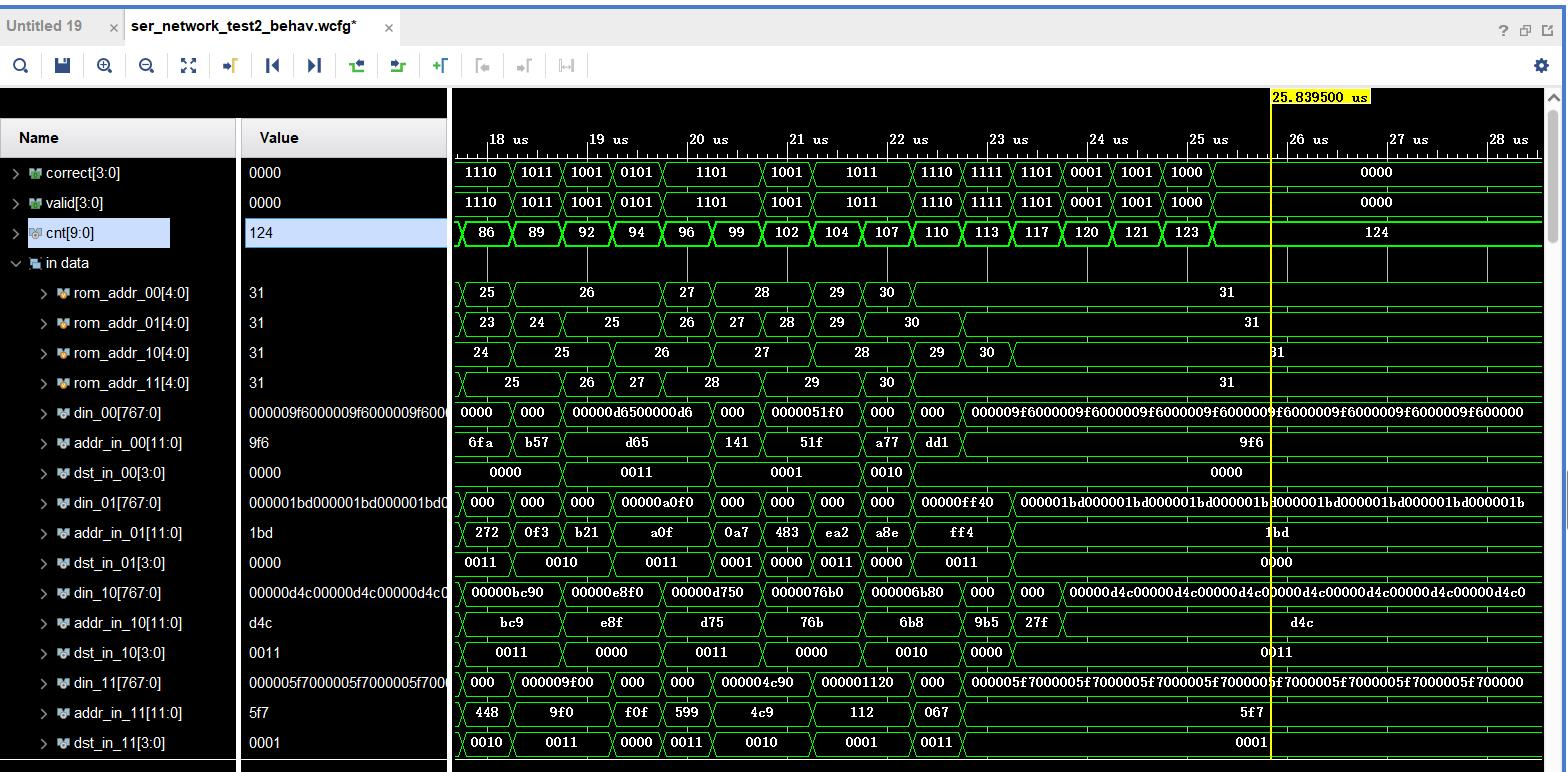 Untitled 19 × ser_network_test2_behav.wcfg* ×
?
25.839500 us
Name Value 18 us 19 us 20 us 21 us 22 us 23 us 24 us 25 us 26 us 27 us 28 us
correct[3:0] 0000 1110 1011 1001 0101 1101 1001 1011 1110 1111 1101 0001 1001 1000 0000
valid[3:0] 0000 1110 1011 1001 0101 1101 1001 1011 1110 1111 1101 0001 1001 1000 0000
cnt[9:0] 124 86 89 92 94 96 99 102 104 107 110 113 117 120 121 123 124
in data
rom_addr_00[4:0] 31 25 26 27 28 29 30 31
rom_addr_01[4:0] 31 23 24 25 26 27 28 29 30 31
rom_addr_10[4:0] 31 24 25 26 27 28 29 30 31
rom_addr_11[4:0] 31 25 26 27 28 29 30 31
din_00[767:0] 000009f6000009f6000009f600 0000 000 00000d6500000d6 000 0000051f0 000 000 000009f6000009f6000009f6000009f6000009f6000009f6000009f600000
addr_in_00[11:0] 9f6 6fa b57 d65 141 51f a77 dd1 9f6
dst_in_00[3:0] 0000 0000 0011 0001 0010 0000
din_01[767:0] 000001bd000001bd000001bd0 000 000 000 00000a0f0 000 000 000 000 00000ff40 000001bd000001bd000001bd000001bd000001bd000001bd000001b
addr_in_01[11:0] 1bd 272 0f3 b21 a0f 0a7 483 ea2 a8e ff4 1bd
dst_in_01[3:0] 0000 0011 0010 0011 0001 0000 0011 0000 0011 0000
din_10[767:0] 00000d4c00000d4c00000d4c0 00000bc90 00000e8f0 00000d750 0000076b0 000006b80 000 000 00000d4c00000d4c00000d4c00000d4c00000d4c00000d4c0
addr_in_10[11:0] d4c bc9 e8f d75 76b 6b8 9b5 27f d4c
dst_in_10[3:0] 0011 0011 0000 0011 0000 0010 0000 0011
din_11[767:0] 000005f7000005f7000005f700 000 000009f00 000 000 000004c90 000001120 000 000005f7000005f7000005f7000005f7000005f7000005f7000005f700000
addr_in_11[11:0] 5f7 448 9f0 f0f 599 4c9 112 067 5f7
dst_in_11[3:0] 0001 0010 0011 0000 0011 0010 0001 0011 0001